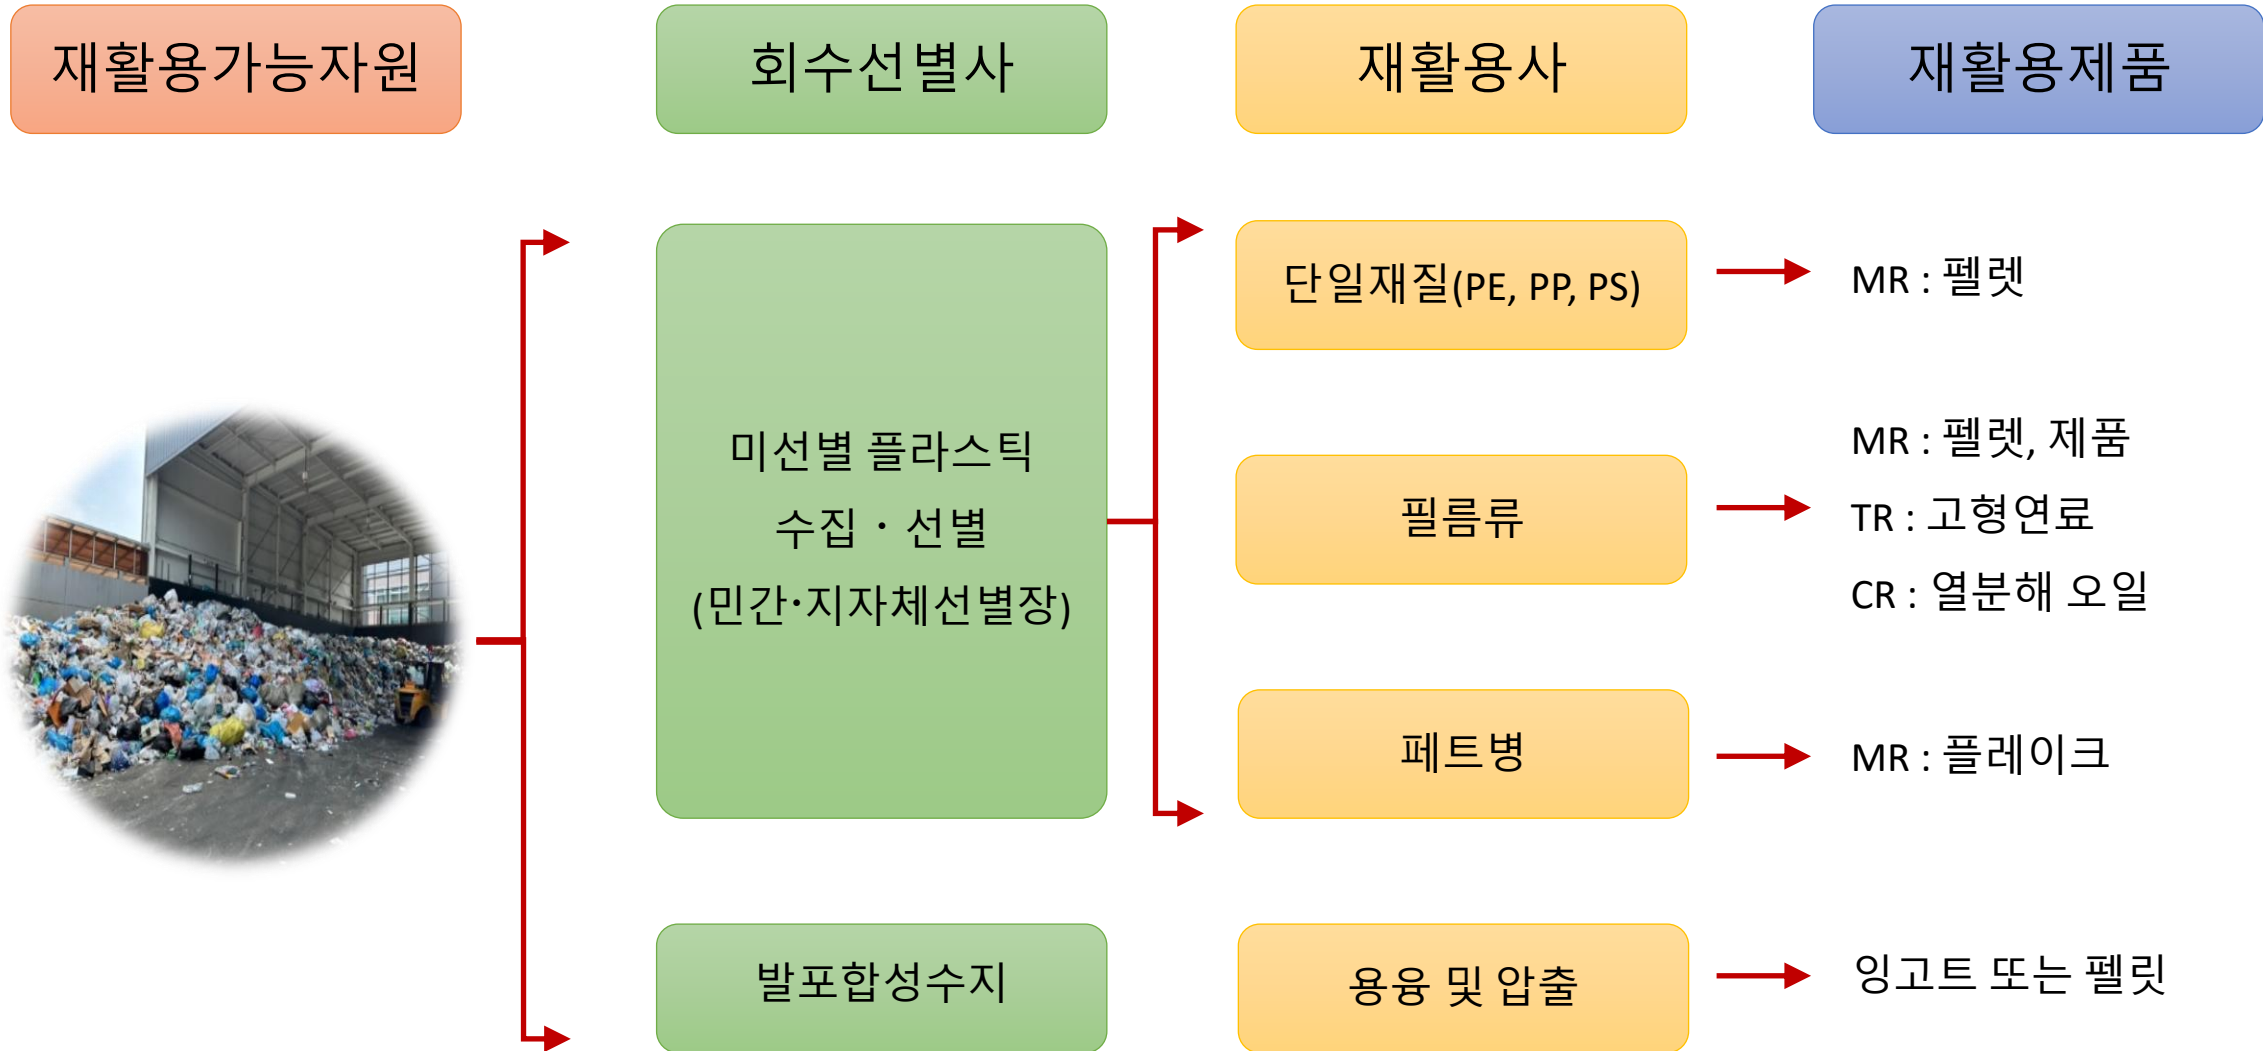 재활용가능자원
회수선별사
재활용사
재활용제품
미선별 플라스틱
수집 · 선별
(민간·지자체선별장)
단일재질(PE, PP, PS)
MR : 펠렛
필름류
MR : 펠렛, 제품
TR : 고형연료
CR : 열분해 오일
페트병
MR : 플레이크
발포합성수지
용융 및 압출
잉고트 또는 펠릿